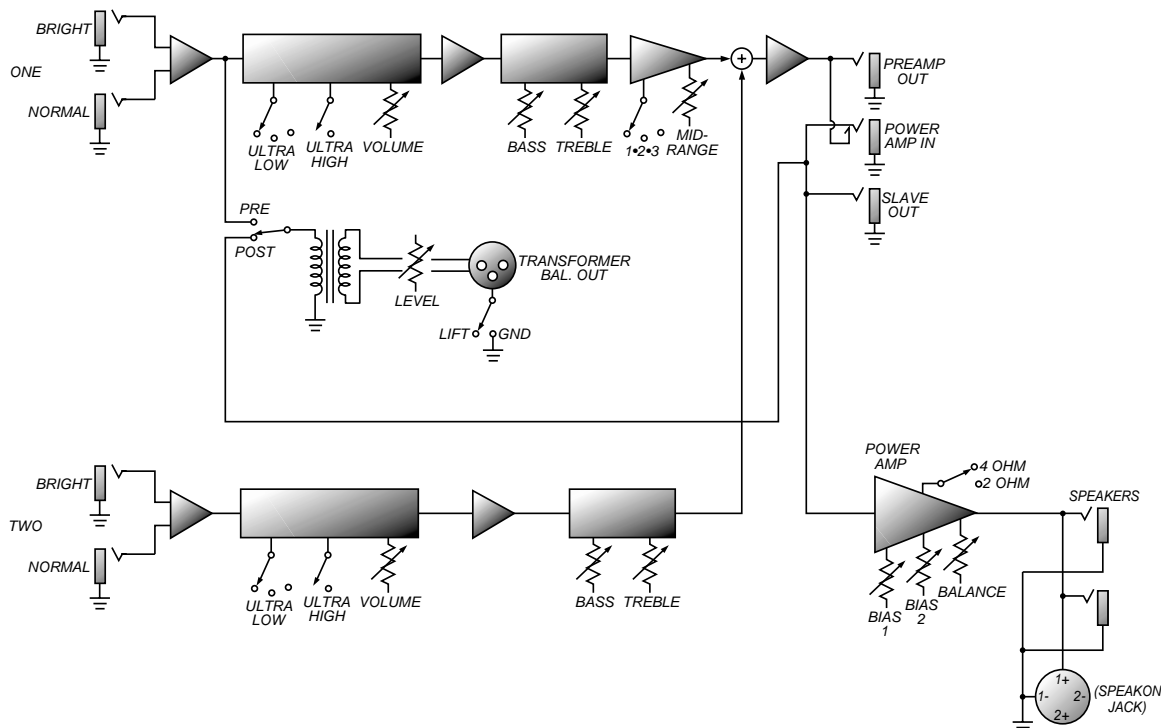 BRIGHT
ONE
NORMAL
ULTRA
LOW
ULTRA
HIGH
VOLUME
BASS
TREBLE
1•2•3
MID-
RANGE
PREAMP
OUT
POWER
AMP IN
SLAVE
OUT
PRE
POST
LEVEL
TRANSFORMER
BAL. OUT
LIFT
GND
BRIGHT
TWO
NORMAL
ULTRA
LOW
ULTRA
HIGH
VOLUME
BASS
TREBLE
POWER
AMP
4 OHM
2 OHM
BIAS
1
BIAS
2
BALANCE
SPEAKERS
1+
1-
2-
2+
(SPEAKON
JACK)